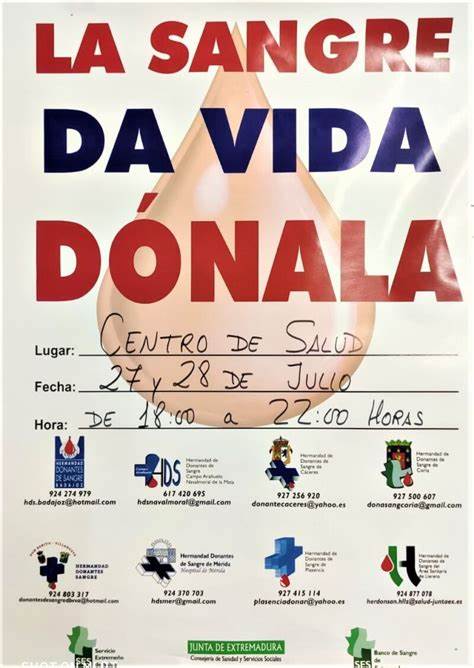 LA SANGRE
DA VIDA
DÓNALA
Lugar: CENTRO DE SALUD
Fecha: 27 y 28 DE JULIO
Hora: DE 18:00 a 22:00 HORAS
HERMANDAD
DONANTES
DE SANGRE
BADAJOZ
924 274 979
hds.badajoz@hotmail.com
HDS
Hermandad de
Donantes de
Sangre
Campo Arañuelo
Navalmoral de la Mata
617 420 695
hdsnavalmoral@gmail.com
Hermandad de
Donantes de
Sangre de
Cáceres
927 256 920
donantecaceres@yahoo.es
Hermandad de
Donantes de
Sangre de
Coria
927 500 607
donasangcoria@gmail.com
HERMANDAD
DONANTES
SANGRE
924 803 317
donantesdesangredbva@hotmail.com
Hermandad Donantes
de Sangre de Mérida
Hospital de Mérida
924 370 703
hdsmer@gmail.com
Hermandad de
Donantes de
Sangre de
Plasencia
927 415 114
plasenciadonar@yahoo.es
Hermandad de
Donantes de
Sangre del
Área Sanitaria
de Llerena
924 877 078
herdonsan.hlls@salud-juntaex.es
Servicio
Extremeño
SES
JUNTA DE EXTREMADURA
Consejería de Sanidad y Servicios Sociales
SES
Banco de Sangre
SHOT ON